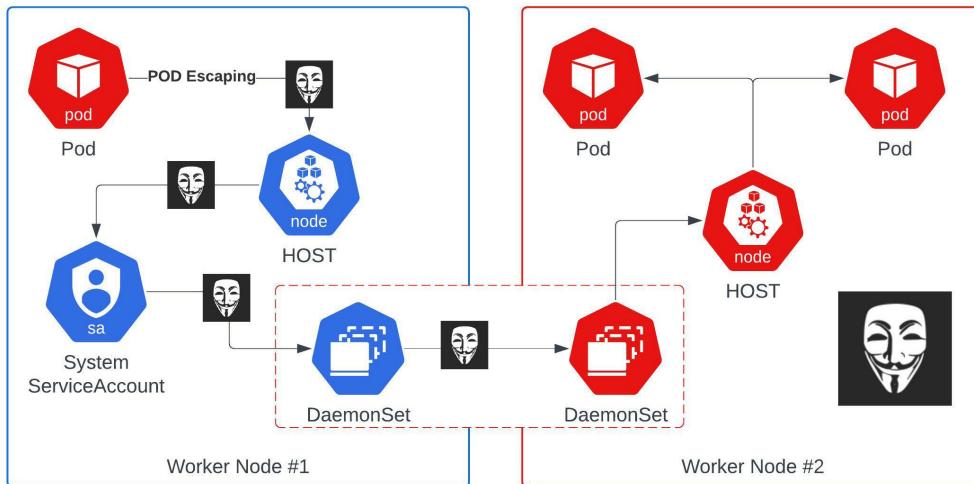 pod
Pod
POD Escaping
node
HOST
sa
System
ServiceAccount
DaemonSet
Worker Node #1
pod
Pod
pod
Pod
node
HOST
DaemonSet
Worker Node #2